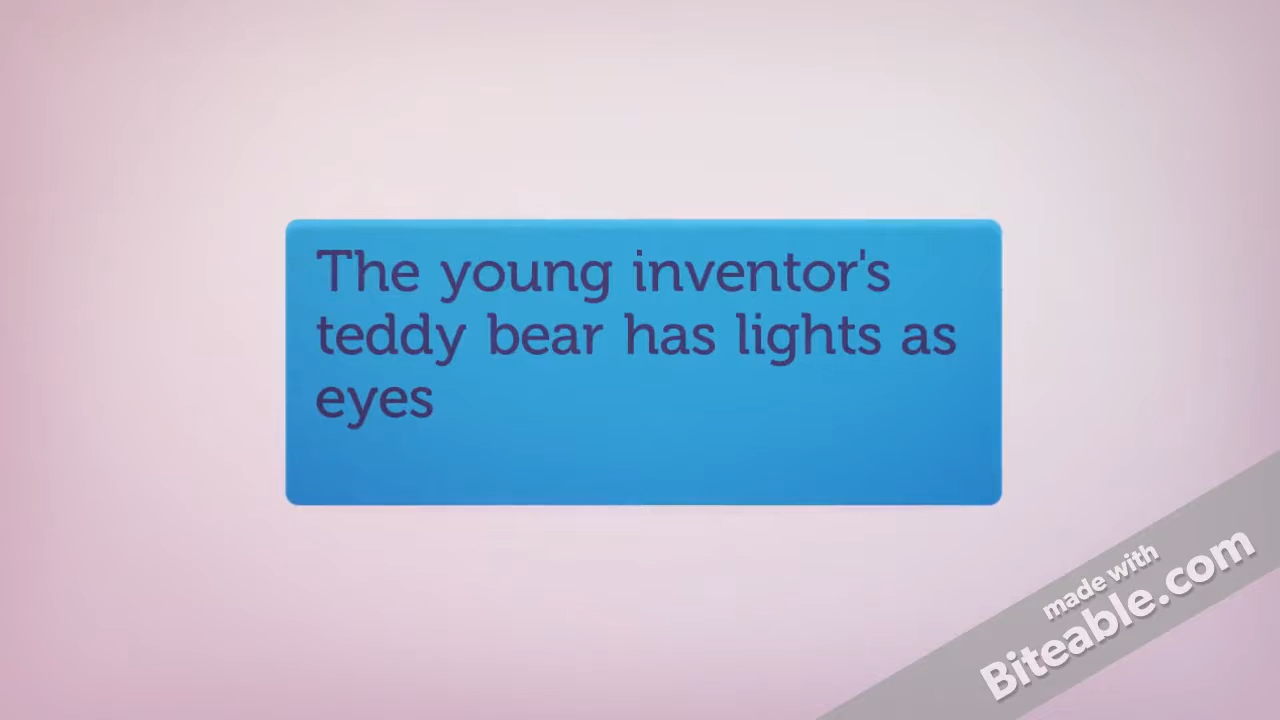 The young inventor's
teddy bear has lights as
eyes
made with
Biteable.com